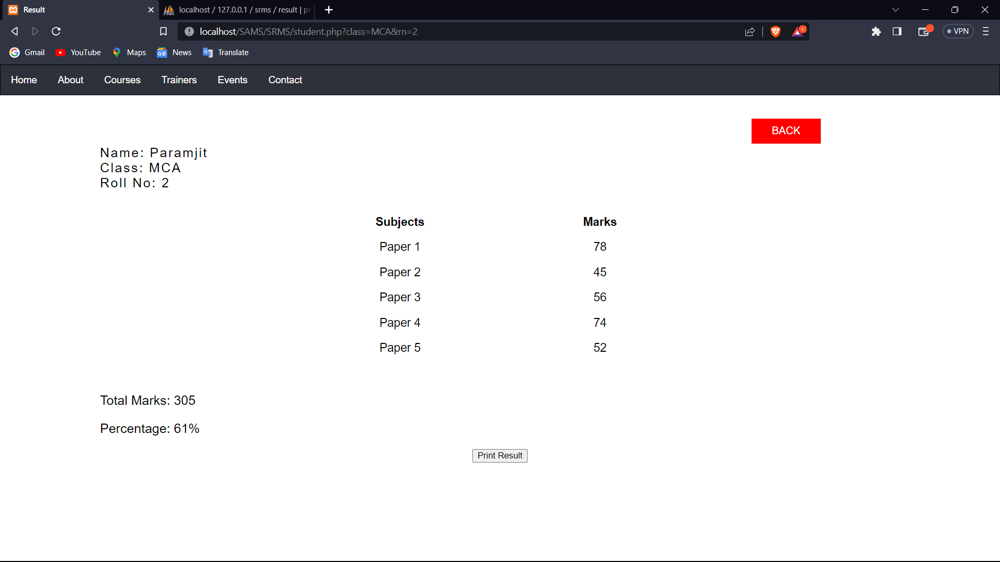 Result
localhost / 127.0.0.1 / srms / result | ph
localhost/SAMS/SRMS/student.php?class=MCA&rn=2
1
VPN
Gmail YouTube Maps News Translate
Home About Courses Trainers Events Contact
BACK
Name: Paramjit
Class: MCA
Roll No: 2
Subjects Marks
Paper 1 78
Paper 2 45
Paper 3 56
Paper 4 74
Paper 5 52
Total Marks: 305
Percentage: 61%
Print Result